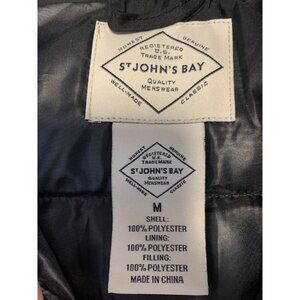 HONEST
GENUINE
REGISTERED
U.S.
TRADE MARK
ST JOHN'S BAY
QUALITY
MENSWEAR
WELL-MADE
CLASSIC
HONEST
GENUINE
REGISTERED
U.S.
TRADE MARK
ST JOHN'S BAY
QUALITY
MENSWEAR
WELL-MADE
CLASSIC
M
SHELL:
100% POLYESTER
LINING:
100% POLYESTER
FILLING:
100% POLYESTER
MADE IN CHINA